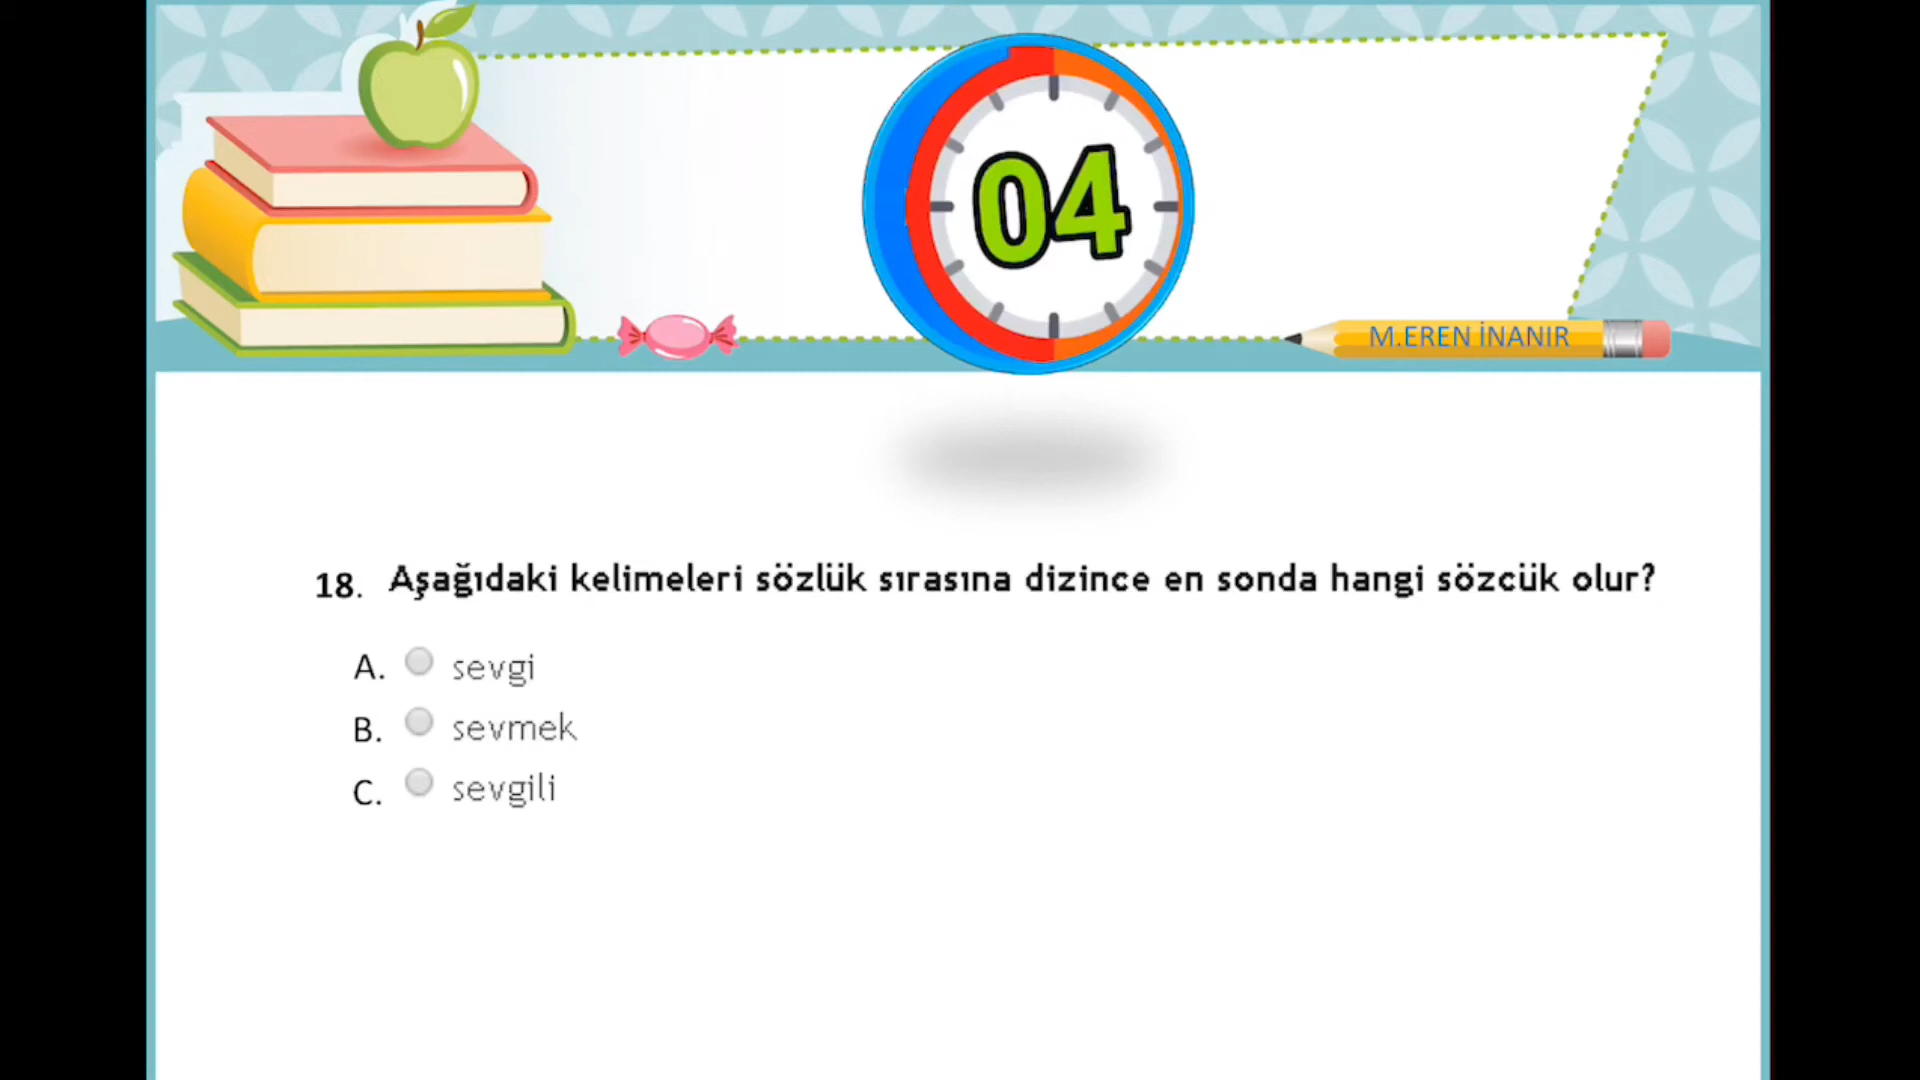 04
M.EREN İNANIR
18. Aşağıdaki kelimeleri sözlük sırasına dizince en sonda hangi sözcük olur?
A. sevgi
B. sevmek
C. sevgili